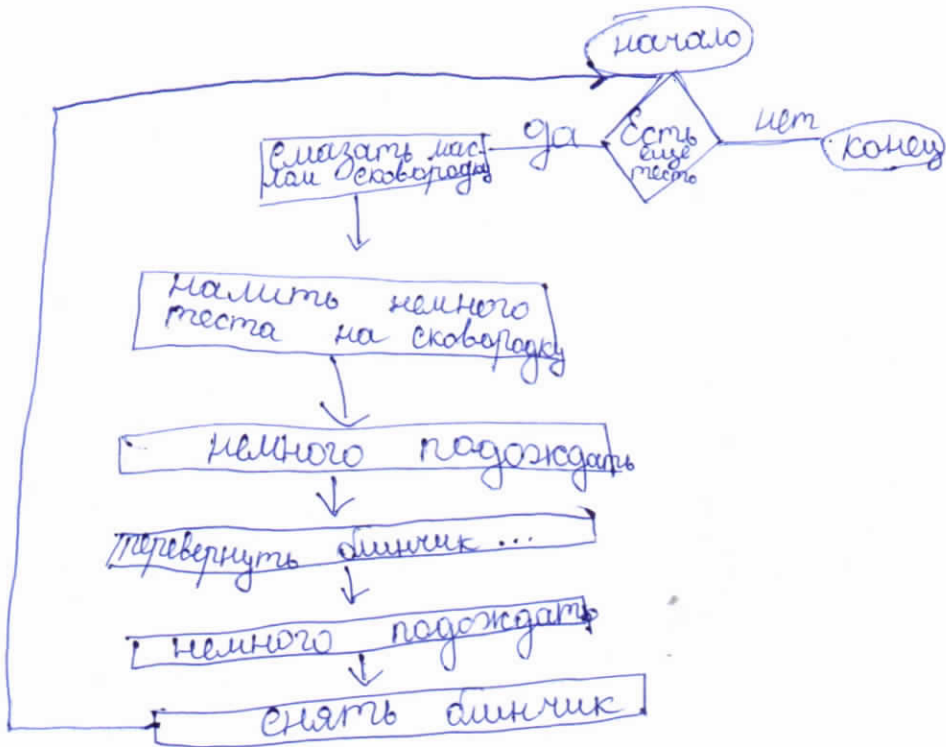 начало
Есть
еще
тесто
да
нет
конец
смазать мас-
лом сковородку
налить немного
теста на сковородку
немного подождать
перевернуть блинчик...
немного подождать
снять блинчик